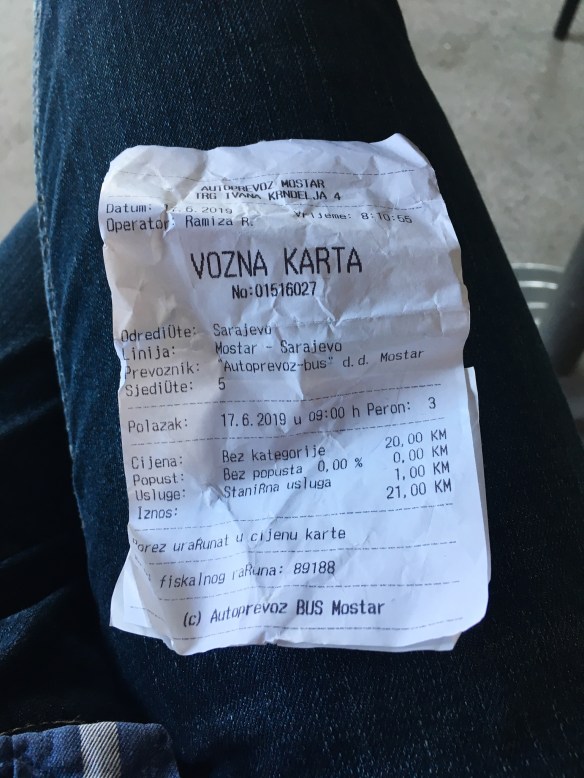 AUTOPREVOZ MOSTAR
TRG IVANA KRNDELJA 4
Datum: 17.6.2019 Vrijeme: 8:10:55
Operator: Ramiza R.
VOZNA KARTA
No:01516027
OdrediÜte: Sarajevo
Linija: Mostar - Sarajevo
Prevoznik: "Autoprevoz-bus" d.d. Mostar
SjediÜte: 5
Polazak: 17.6.2019 u 09:00 h Peron: 3
Cijena: Bez kategorije 20,00 KM
Popust: Bez popusta 0,00 % 0,00 KM
Usluge: StaniRna usluga 1,00 KM
Iznos: 21,00 KM
Porez uraRunat u cijenu karte
fiskalnog raRuna: 89188
(c) Autoprevoz BUS Mostar